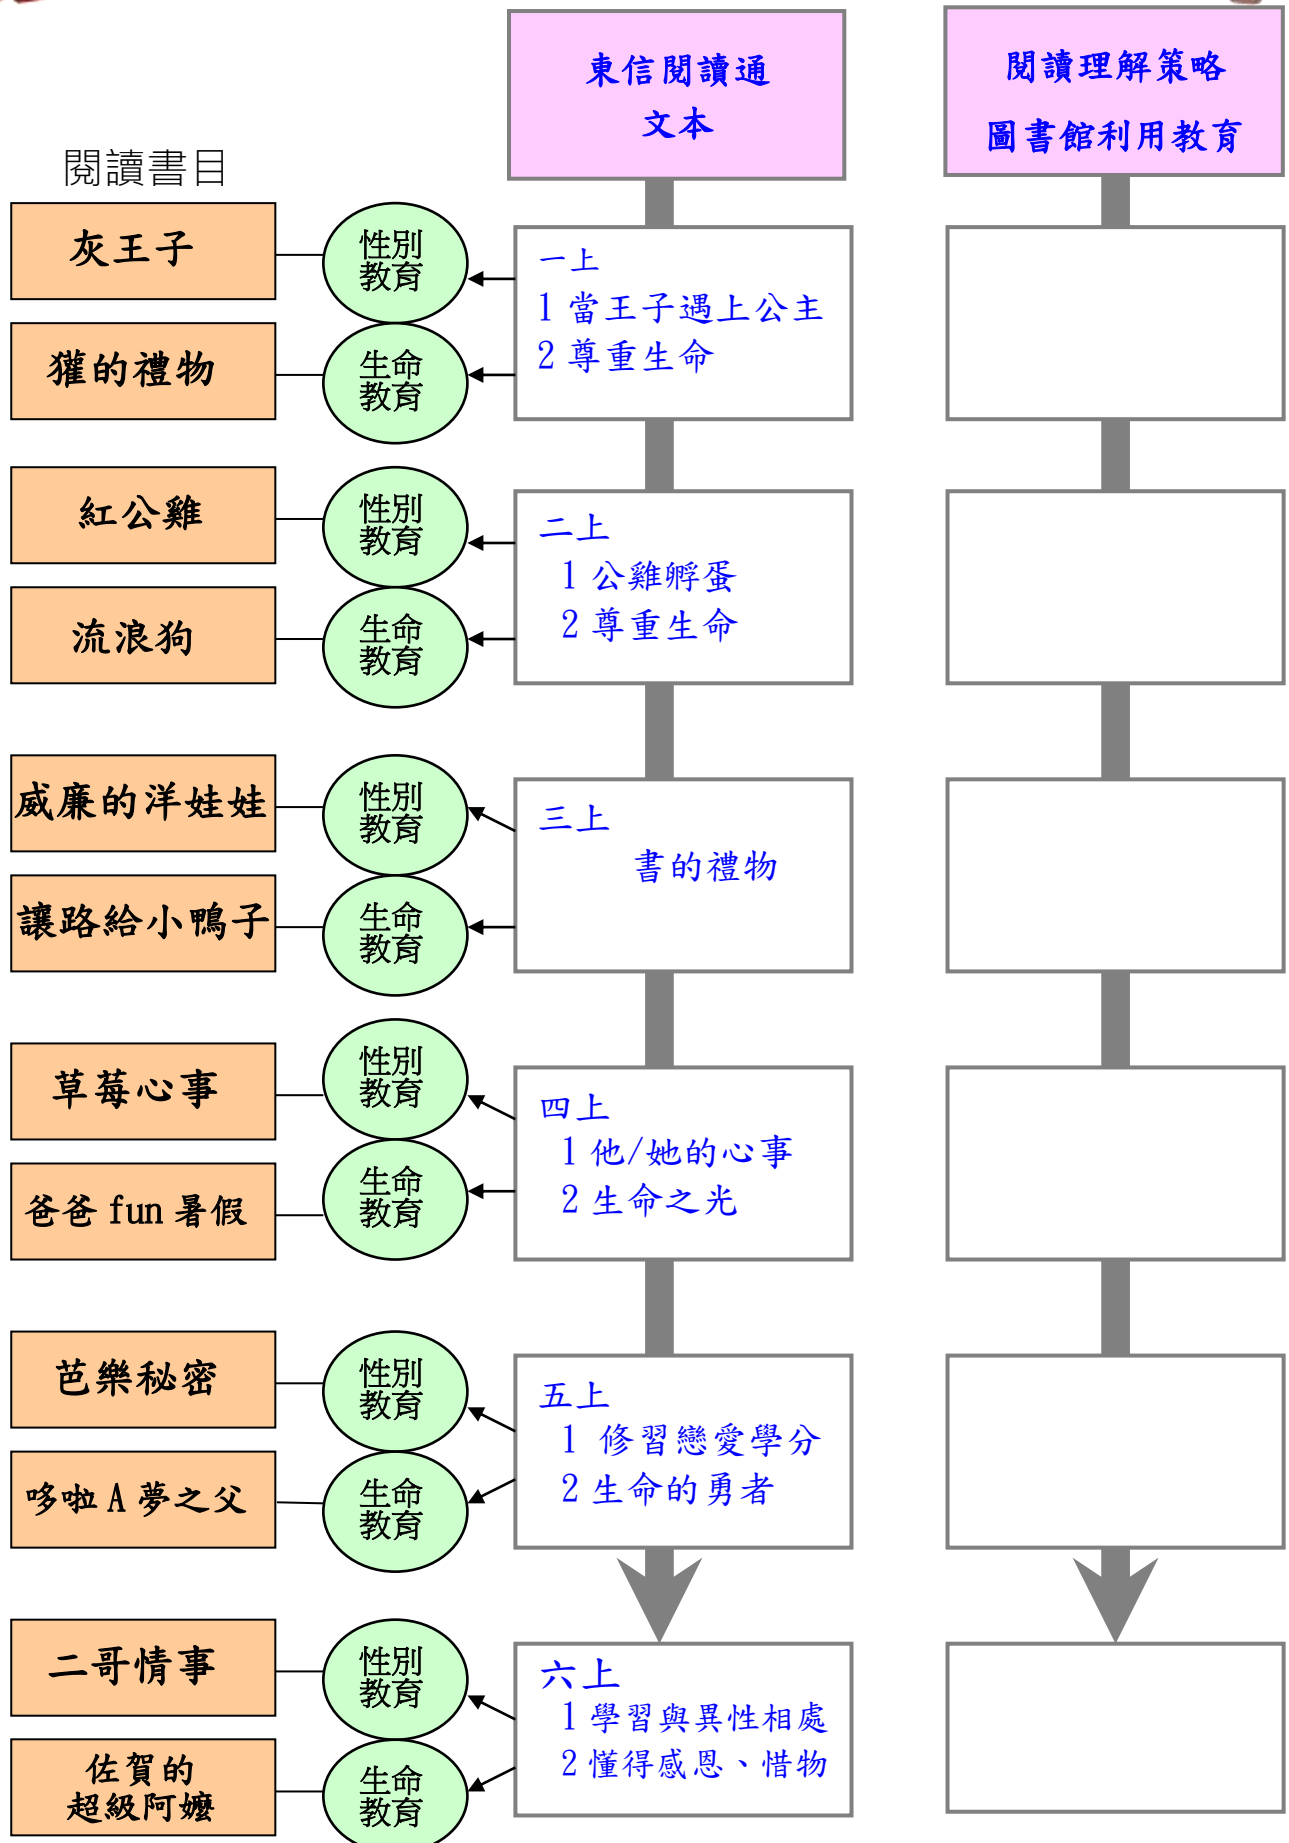 東信閱讀通
文本
閱讀理解策略
圖書館利用教育
閱讀書目
灰王子
性別
教育
一上
1 當王子遇上公主
2 尊重生命
獾的禮物
生命
教育
紅公雞
性別
教育
二上
1 公雞孵蛋
2 尊重生命
流浪狗
生命
教育
威廉的洋娃娃
性別
教育
三上
書的禮物
讓路給小鴨子
生命
教育
草莓心事
性別
教育
四上
1 他/她的心事
2 生命之光
爸爸 fun 暑假
生命
教育
芭樂秘密
性別
教育
五上
1 修習戀愛學分
2 生命的勇者
哆啦 A 夢之父
生命
教育
二哥情事
性別
教育
六上
1 學習與異性相處
2 懂得感恩、惜物
佐賀的
超級阿嬤
生命
教育